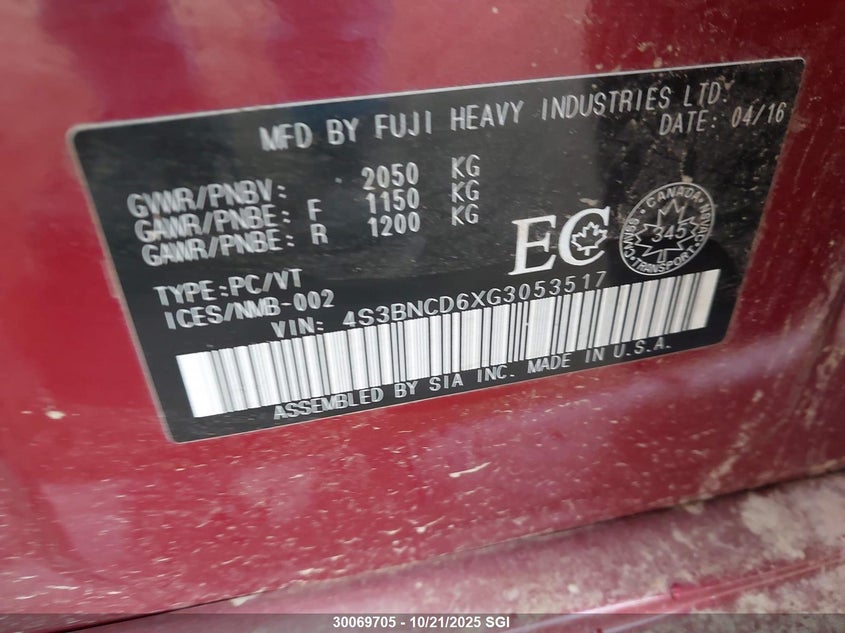 MFD BY FUJI HEAVY INDUSTRIES LTD.
DATE: 04/16
GVWR/PNBV: 2050 KG
GAWR/PNBE: F 1150 KG
GAWR/PNBE: R 1200 KG
EC
CANADA
345
TRANSPORT
CMVSS
NSVAC
TYPE:PC/VT
ICES/NMB-002
VIN: 4S3BNCD6XG3053517
ASSEMBLED BY SIA INC. MADE IN U.S.A.
30069705 - 10/21/2025 SGI